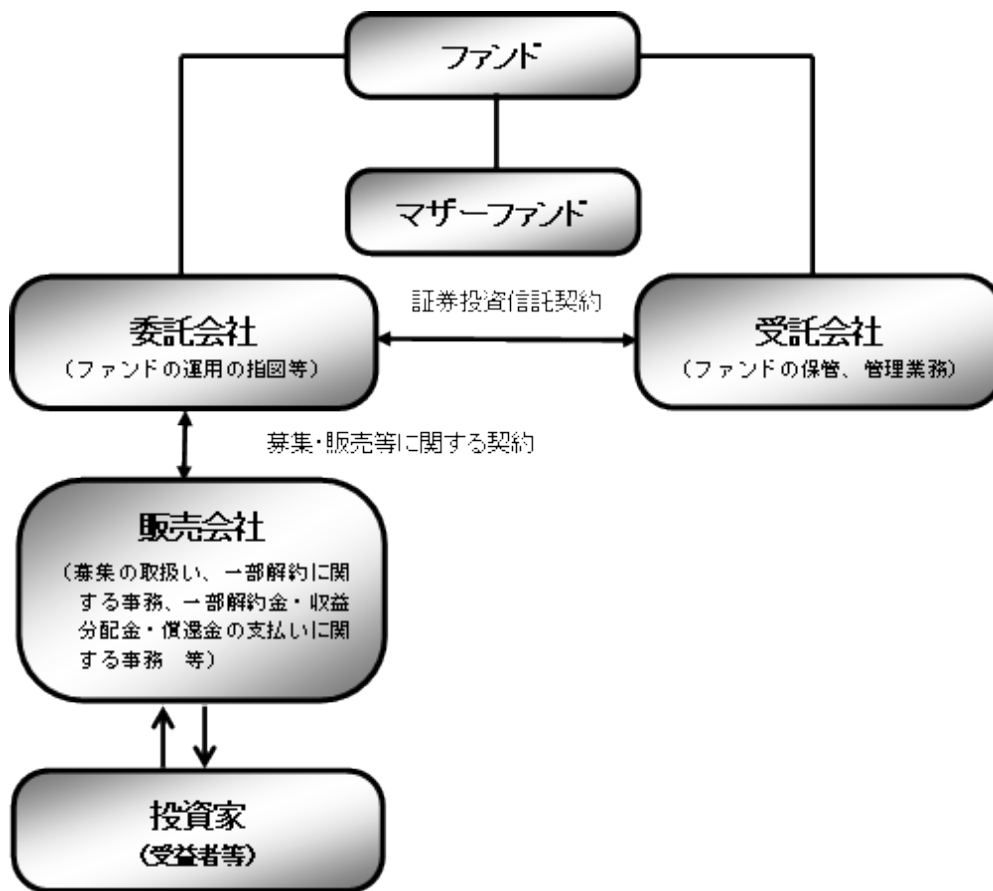 ファンド
マザーファンド
証券投資信託契約
委託会社
（ファンドの運用の指図等）
受託会社
（ファンドの保管、管理業務）
募集・販売等に関する契約
販売会社
（募集の取扱い、一部解約に関
する事務、一部解約金・収益
分配金・償還金の支払いに関
する事務　等）
投資家
（受益者等）